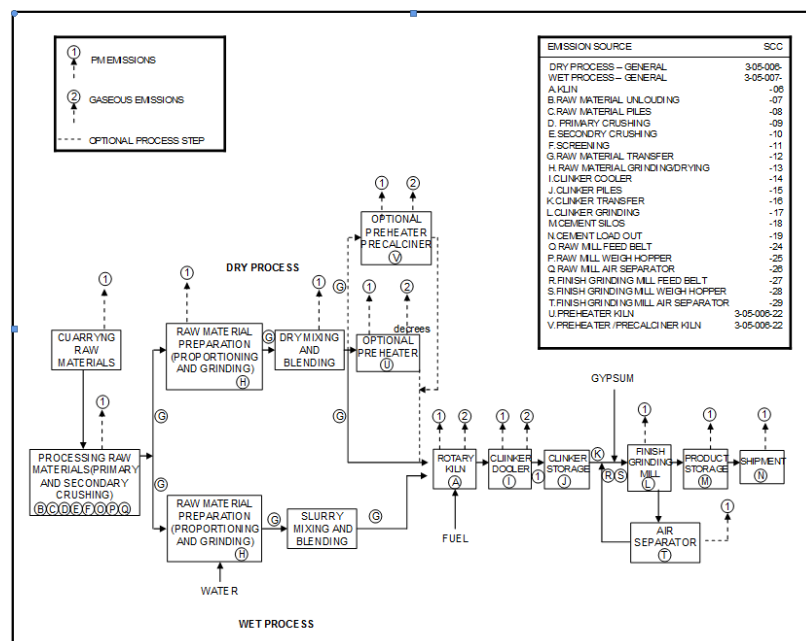 ① PM EMISSIONS
② GASEOUS EMISSIONS
OPTIONAL PROCESS STEP
EMISSION SOURCE SCC
DRY PROCESS – GENERAL 3-05-006-
WET PROCESS – GENERAL 3-05-007-
A.KLIN -06
B.RAW MATERIAL UNLOUDING -07
C.RAW MATERIAL PILES -08
D. PRIMARY CRUSHING -09
E.SECONDRY CRUSHING -10
F.SCREENING -11
G.RAW MATERIAL TRANSFER -12
H.RAW MATERIAL GRINDING/DRYING -13
I.CLINKER COOLER -14
J.CLINKER PILES -15
K.CLINKER TRANSFER -16
L.CLINKER GRINDING -17
M.CEMENT SILOS -18
N.CEMENT LOAD OUT -19
O.RAW MILL FEED BELT -24
P.RAW MILL WEIGH HOPPER -25
Q.RAW MILL AIR SEPARATOR -26
R.FINISH GRINDING MILL FEED BELT -27
S.FINISH GRINDING MILL WEIGH HOPPER -28
T.FINISH GRINDING MILL AIR SEPARATOR -29
U.PREHEATER KILN 3-05-006-22
V.PREHEATER /PRECALCINER KILN 3-05-006-22
① ②
OPTIONAL
PREHEATER
PRECALCINER
Ⓥ
DRY PROCESS
① ① ① Ⓖ ① ②
degrees
CUARRYNG
RAW
MATERIALS
RAW MATERIAL
PREPARATION
(PROPORTIONING
AND GRINDING)
Ⓗ
Ⓖ
DRY MIXING
AND
BLENDING
OPTIONAL
PREHEATER
Ⓤ
GYPSUM
Ⓖ Ⓖ
①
PROCESSING RAW
MATERIALS(PRIMARY
AND SECONDARY
CRUSHING)
ⒷⒸⒹⒺⒻⓄⓅⓆ
① ② ① ② ① ① ①
ROTARY
KILN
Ⓐ
CLINKER
DOOLER
Ⓘ
①
CLINKER
STORAGE
Ⓙ
Ⓚ
Ⓡ Ⓢ
FINISH
GRINDING
MILL
Ⓛ
PRODUCT
STORAGE
Ⓜ
SHIPMENT
Ⓝ
Ⓖ
RAW MATERIAL
PREPARATION
(PROPORTIONING
AND GRINDING)
Ⓗ
Ⓖ
SLURRY
MIXING AND
BLENDING
Ⓖ
FUEL
AIR
SEPARATOR
Ⓣ
①
WATER
WET PROCESS